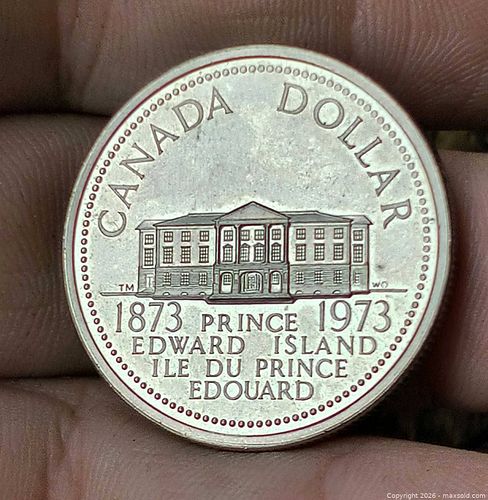 CANADA DOLLAR
TM WO
1873 PRINCE 1973
EDWARD ISLAND
ILE DU PRINCE
EDOUARD
Copyright 2026 - maxsold.com